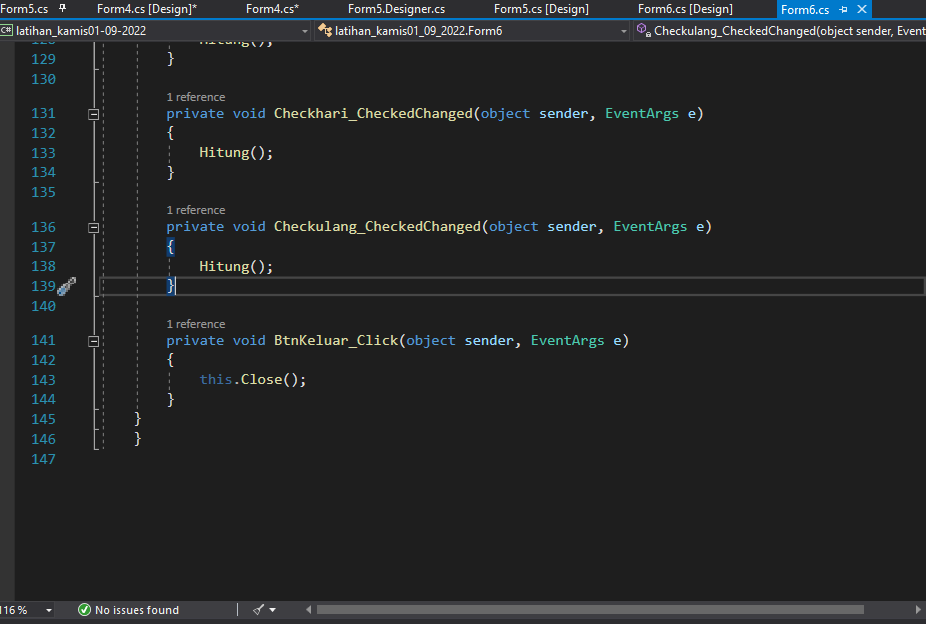 Form5.cs Form4.cs [Design]* Form4.cs* Form5.Designer.cs Form5.cs [Design] Form6.cs [Design] Form6.cs
C# latihan_kamis01-09-2022 latihan_kamis01_09_2022.Form6 Checkulang_CheckedChanged(object sender, Event
128 Hitung();
129 }
130
1 reference
131 private void Checkhari_CheckedChanged(object sender, EventArgs e)
132 {
133 Hitung();
134 }
135
1 reference
136 private void Checkulang_CheckedChanged(object sender, EventArgs e)
137 {
138 Hitung();
139 }
140
1 reference
141 private void BtnKeluar_Click(object sender, EventArgs e)
142 {
143 this.Close();
144 }
145 }
146 }
147
116 % No issues found